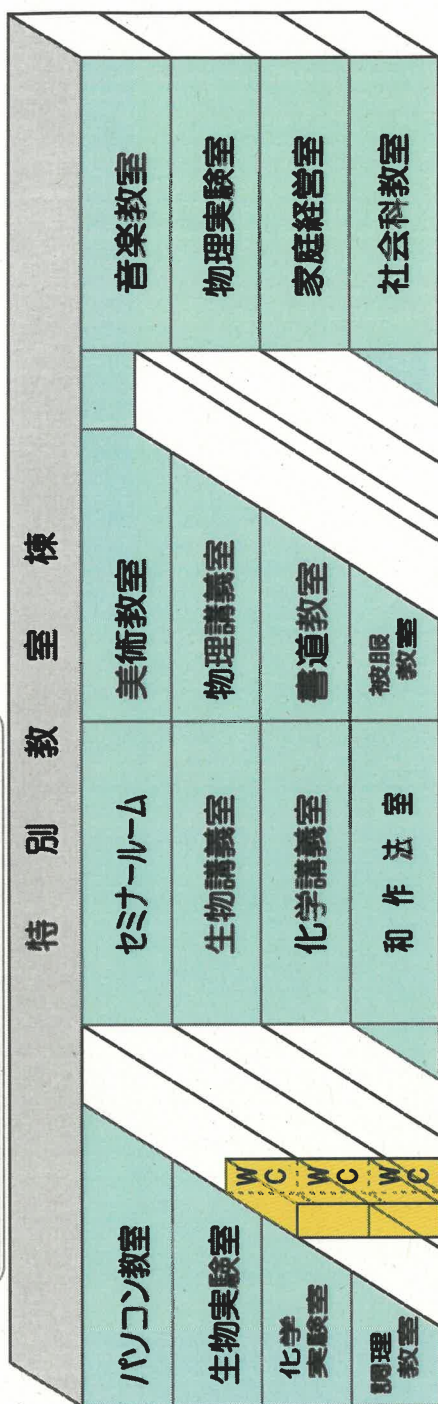 特別教室棟
パソコン教室
セミナールーム
美術教室
音楽教室
生物実験室
生物講義室
物理講義室
物理実験室
化学
実験室
化学講義室
書道教室
家庭経営室
調理
教室
和作法室
被服
教室
社会科教室
WC
WC
WC